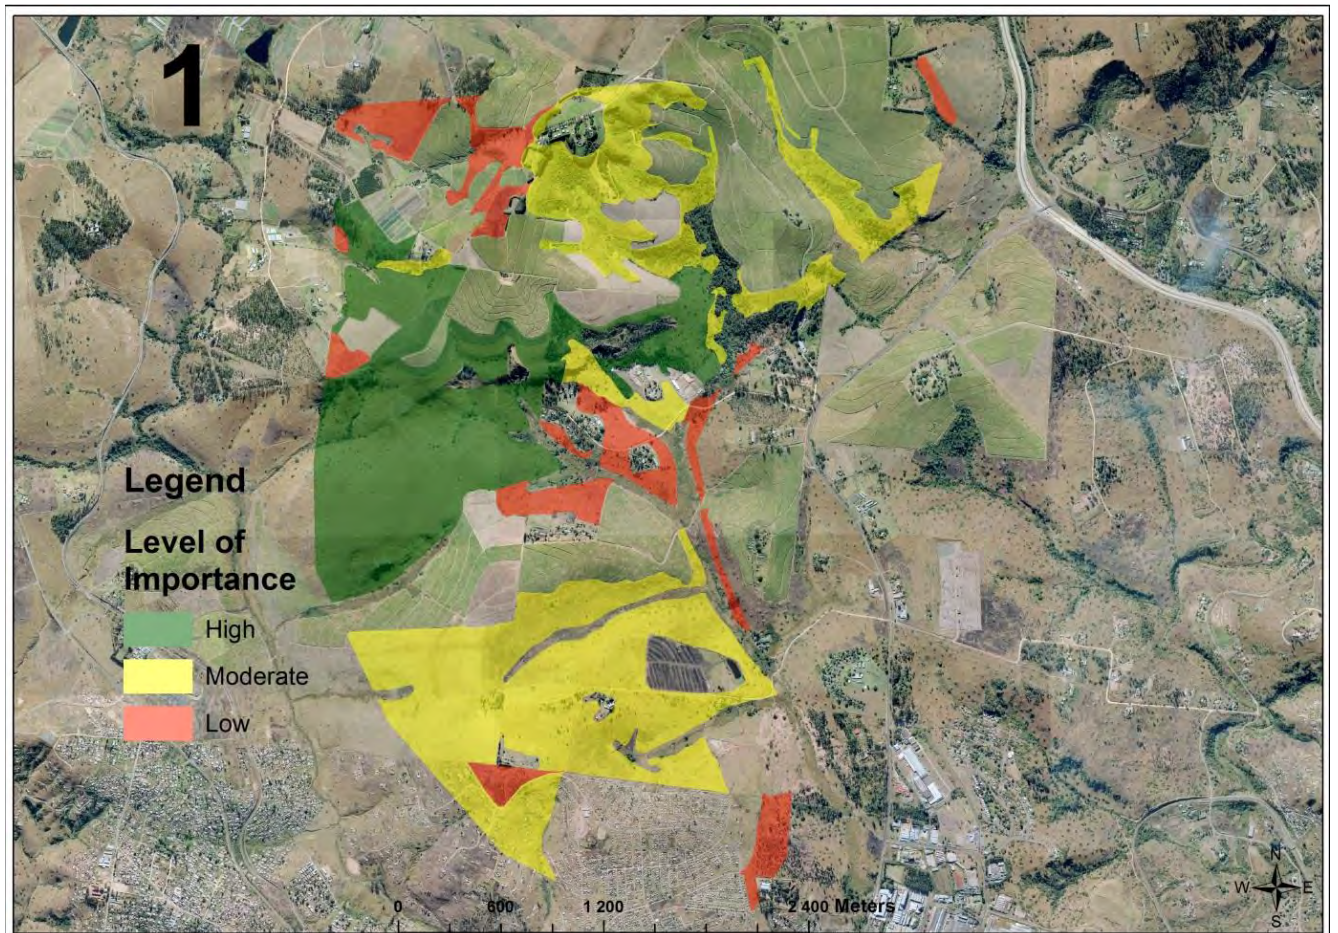 1
Legend
Level of
Importance
High
Moderate
Low
0 600 1 200 2 400 Meters
N
W E
S